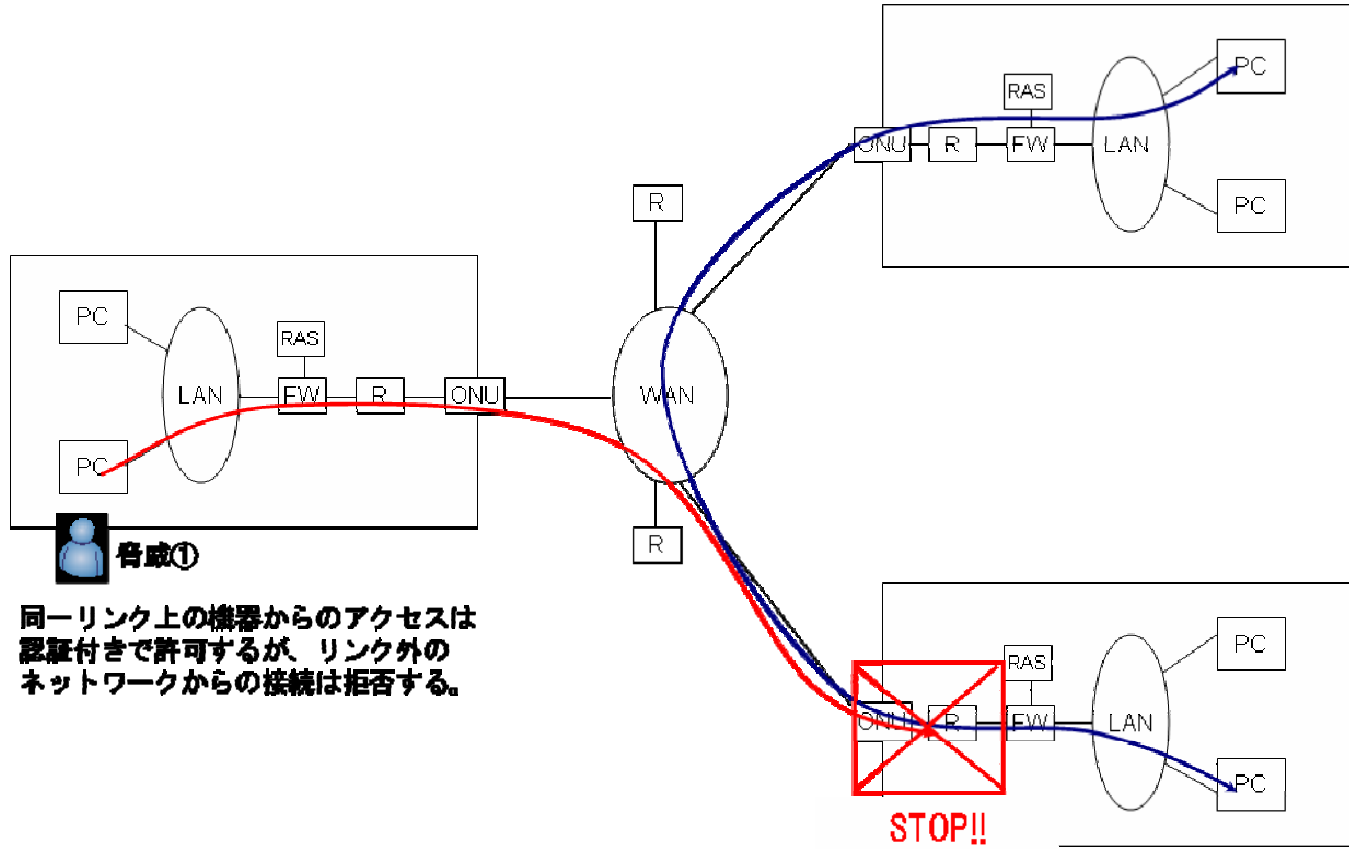 PC
RAS
ONU
R
FW
LAN
PC
R
PC
RAS
LAN
FW
R
ONU
WAN
PC
R
脅威①
同一リンク上の機器からのアクセスは
認証付きで許可するが、リンク外の
ネットワークからの接続は拒否する。
PC
RAS
ONU
R
FW
LAN
PC
STOP!!